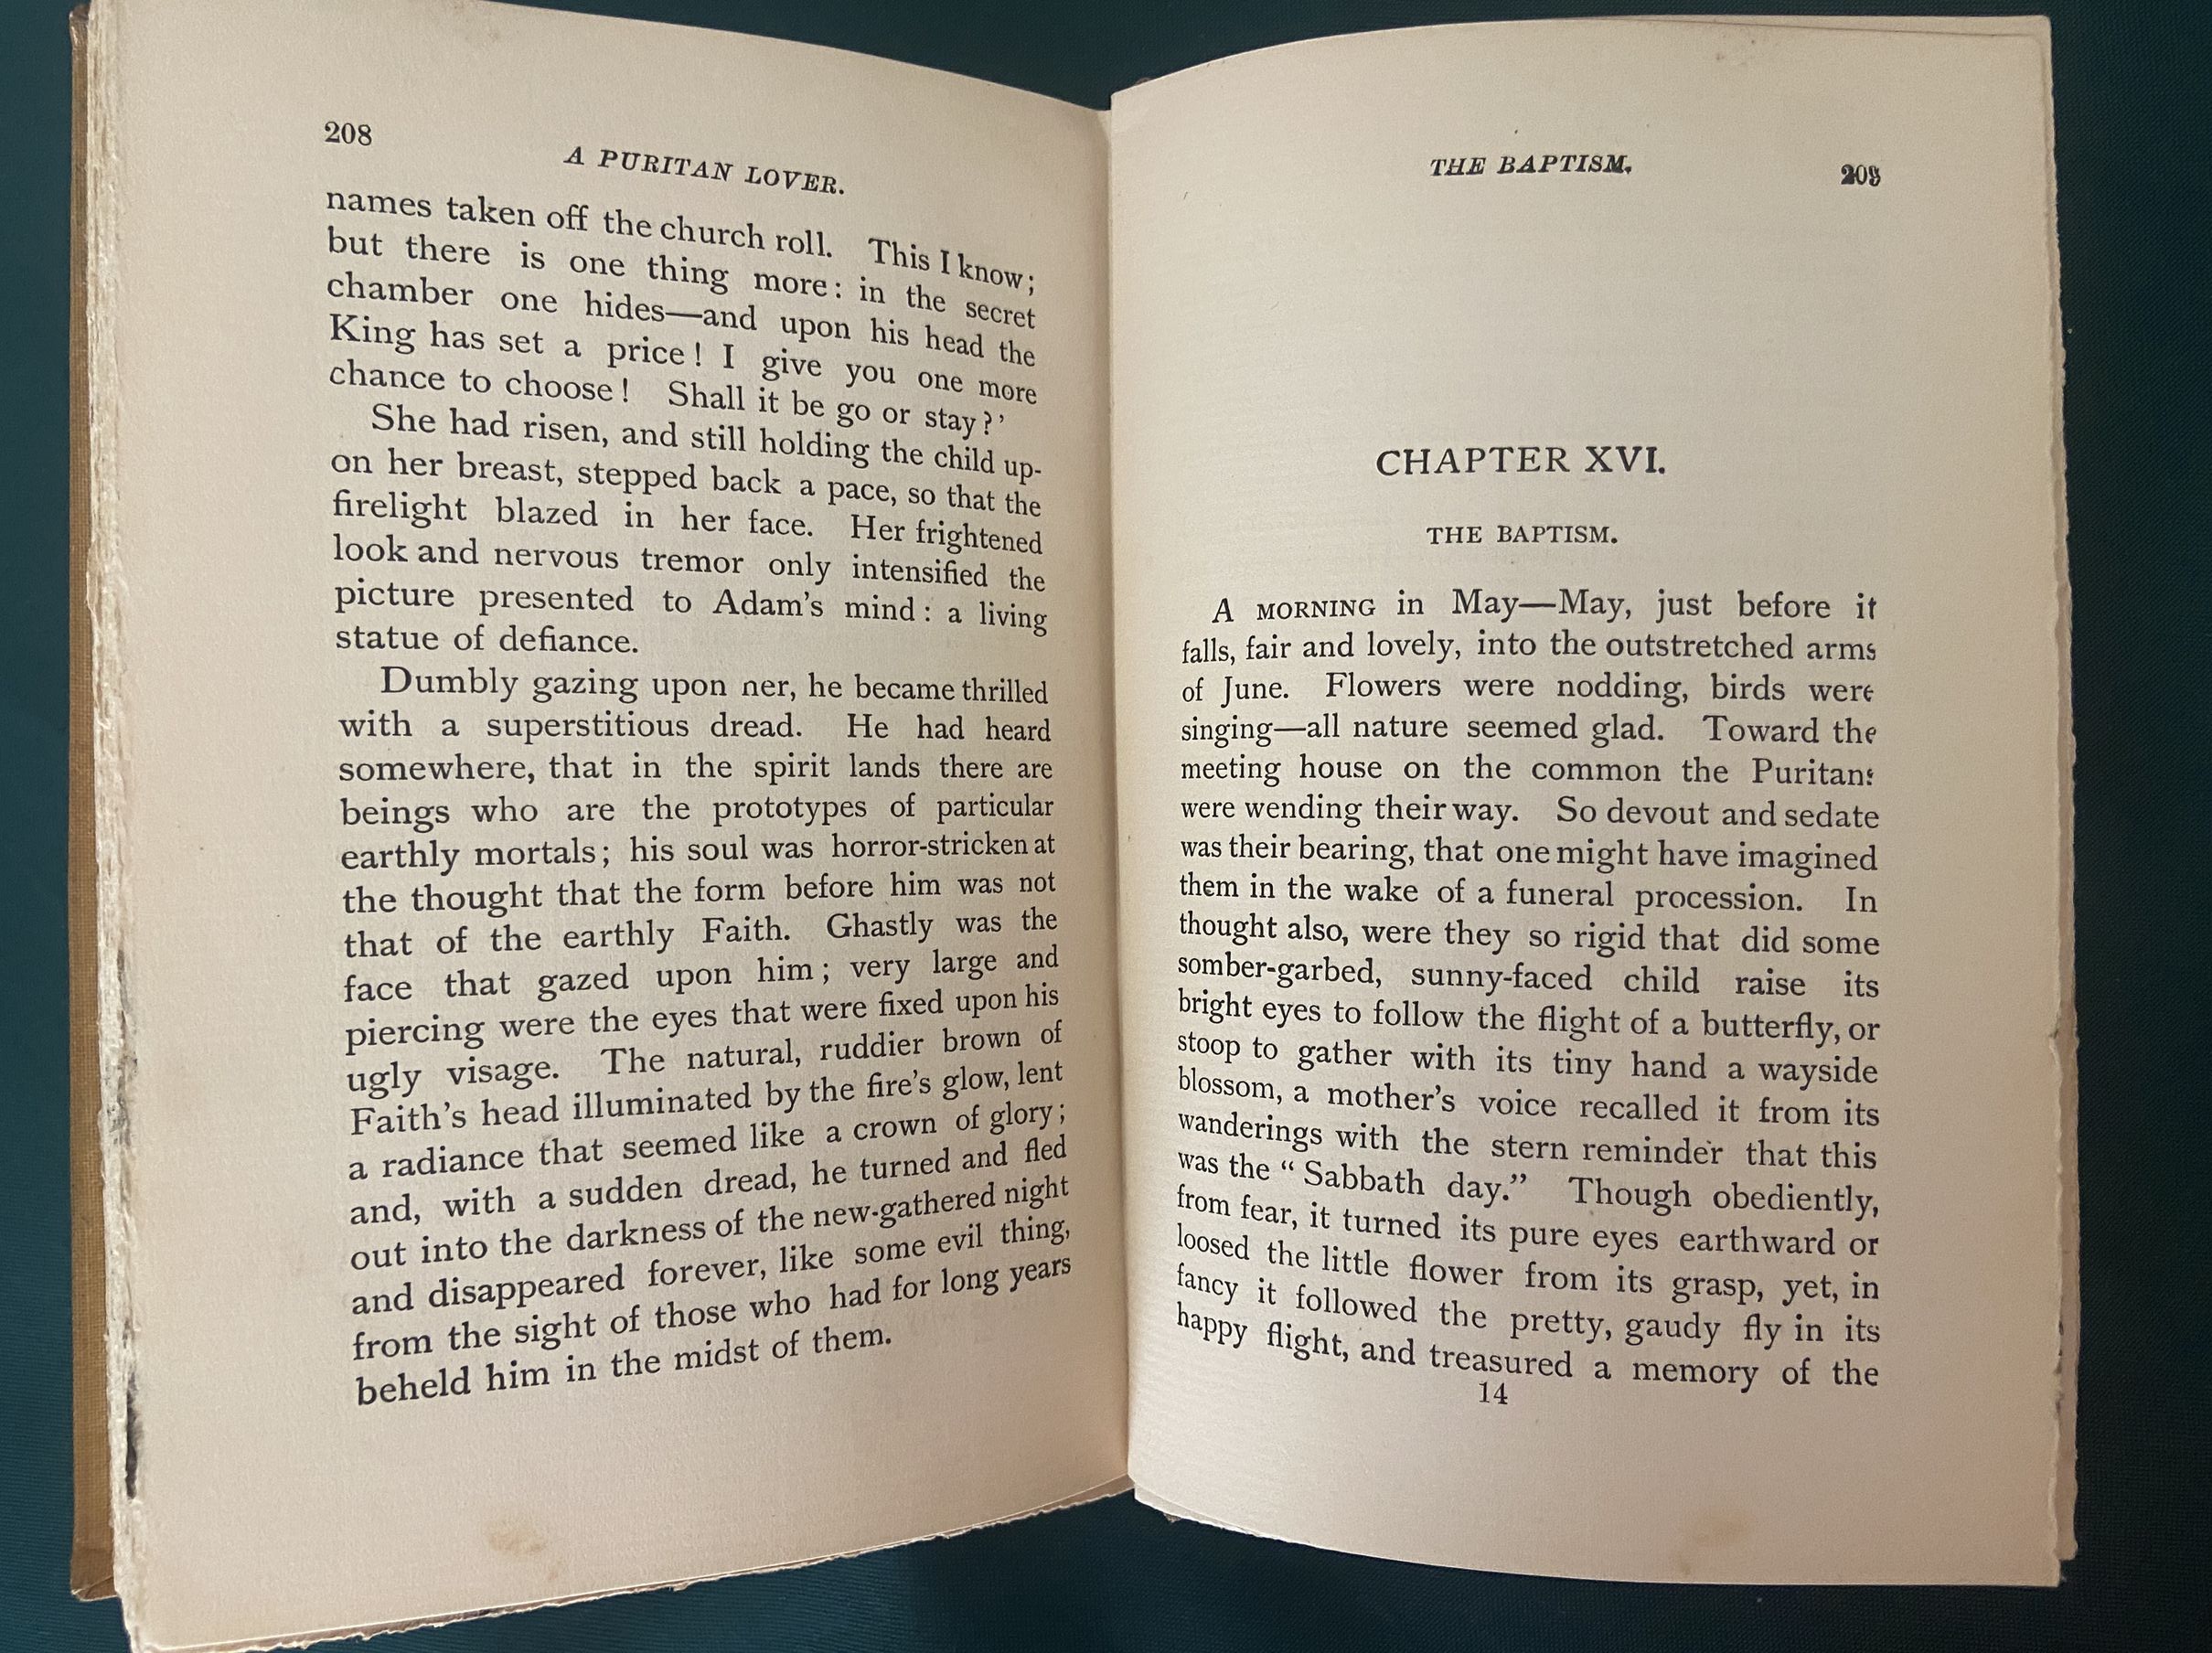 208
A PURITAN LOVER.
names taken off the church roll. This I know;
but there is one thing more: in the secret
chamber one hides—and upon his head the
King has set a price! I give you one more
chance to choose! Shall it be go or stay?’
She had risen, and still holding the child up-
on her breast, stepped back a pace, so that the
firelight blazed in her face. Her frightened
look and nervous tremor only intensified the
picture presented to Adam’s mind: a living
statue of defiance.
Dumbly gazing upon ner, he became thrilled
with a superstitious dread. He had heard
somewhere, that in the spirit lands there are
beings who are the prototypes of particular
earthly mortals; his soul was horror-stricken at
the thought that the form before him was not
that of the earthly Faith. Ghastly was the
face that gazed upon him; very large and
piercing were the eyes that were fixed upon his
ugly visage. The natural, ruddier brown of
Faith’s head illuminated by the fire’s glow, lent
a radiance that seemed like a crown of glory;
and, with a sudden dread, he turned and fled
out into the darkness of the new-gathered night
and disappeared forever, like some evil thing,
from the sight of those who had for long years
beheld him in the midst of them.
THE BAPTISM.
209
CHAPTER XVI.
THE BAPTISM.
A MORNING in May—May, just before it
falls, fair and lovely, into the outstretched arms
of June. Flowers were nodding, birds were
singing—all nature seemed glad. Toward the
meeting house on the common the Puritans
were wending their way. So devout and sedate
was their bearing, that one might have imagined
them in the wake of a funeral procession. In
thought also, were they so rigid that did some
somber-garbed, sunny-faced child raise its
bright eyes to follow the flight of a butterfly, or
stoop to gather with its tiny hand a wayside
blossom, a mother’s voice recalled it from its
wanderings with the stern reminder that this
was the “Sabbath day.” Though obediently,
from fear, it turned its pure eyes earthward or
loosed the little flower from its grasp, yet, in
fancy it followed the pretty, gaudy fly in its
happy flight, and treasured a memory of the
14